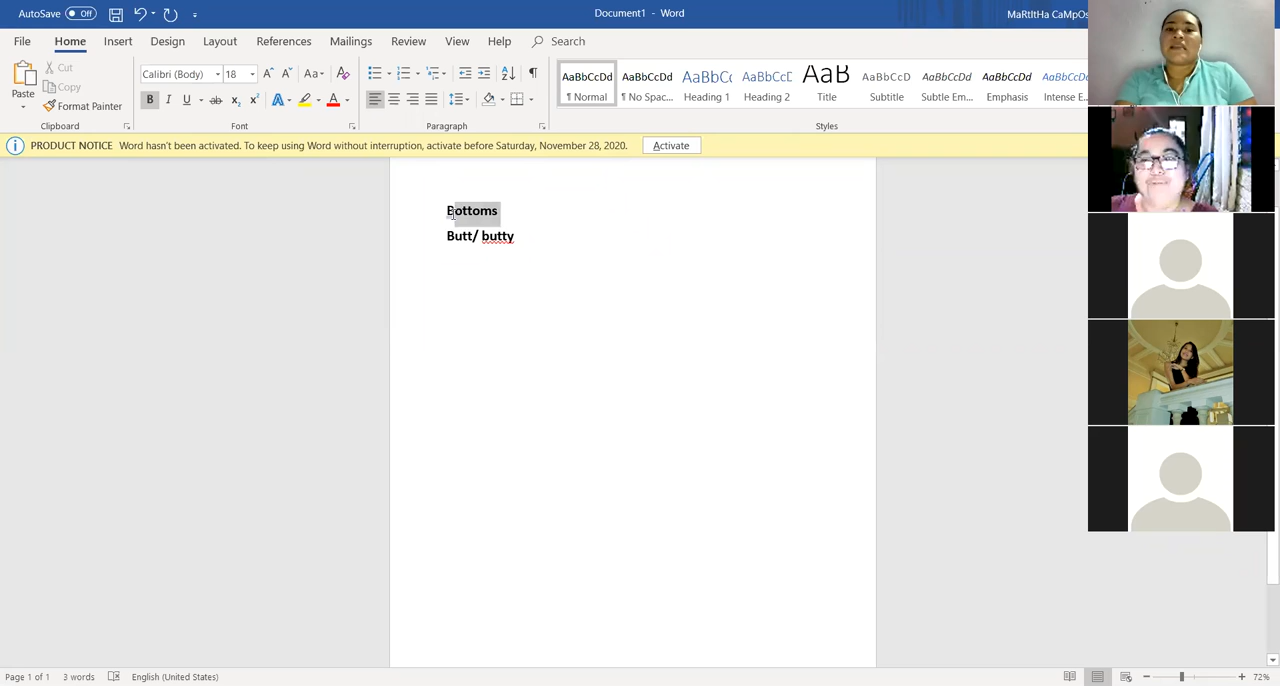 AutoSave Off
Document1 - Word
MaRtItHa CaMpOs
File Home Insert Design Layout References Mailings Review View Help Search
Paste
Cut
Copy
Format Painter
Clipboard
Calibri (Body) 18
Font
Paragraph
AaBbCcDd AaBbCcDd AaBbCc AaBbCcD AaB AaBbCcD AaBbCcDd AaBbCcDd AaBbCcD
¶ Normal ¶ No Spac... Heading 1 Heading 2 Title Subtitle Subtle Em... Emphasis Intense E...
Styles
PRODUCT NOTICE Word hasn't been activated. To keep using Word without interruption, activate before Saturday, November 28, 2020. Activate
Bottoms
Butt/ butty
Page 1 of 1 3 words English (United States) 72%